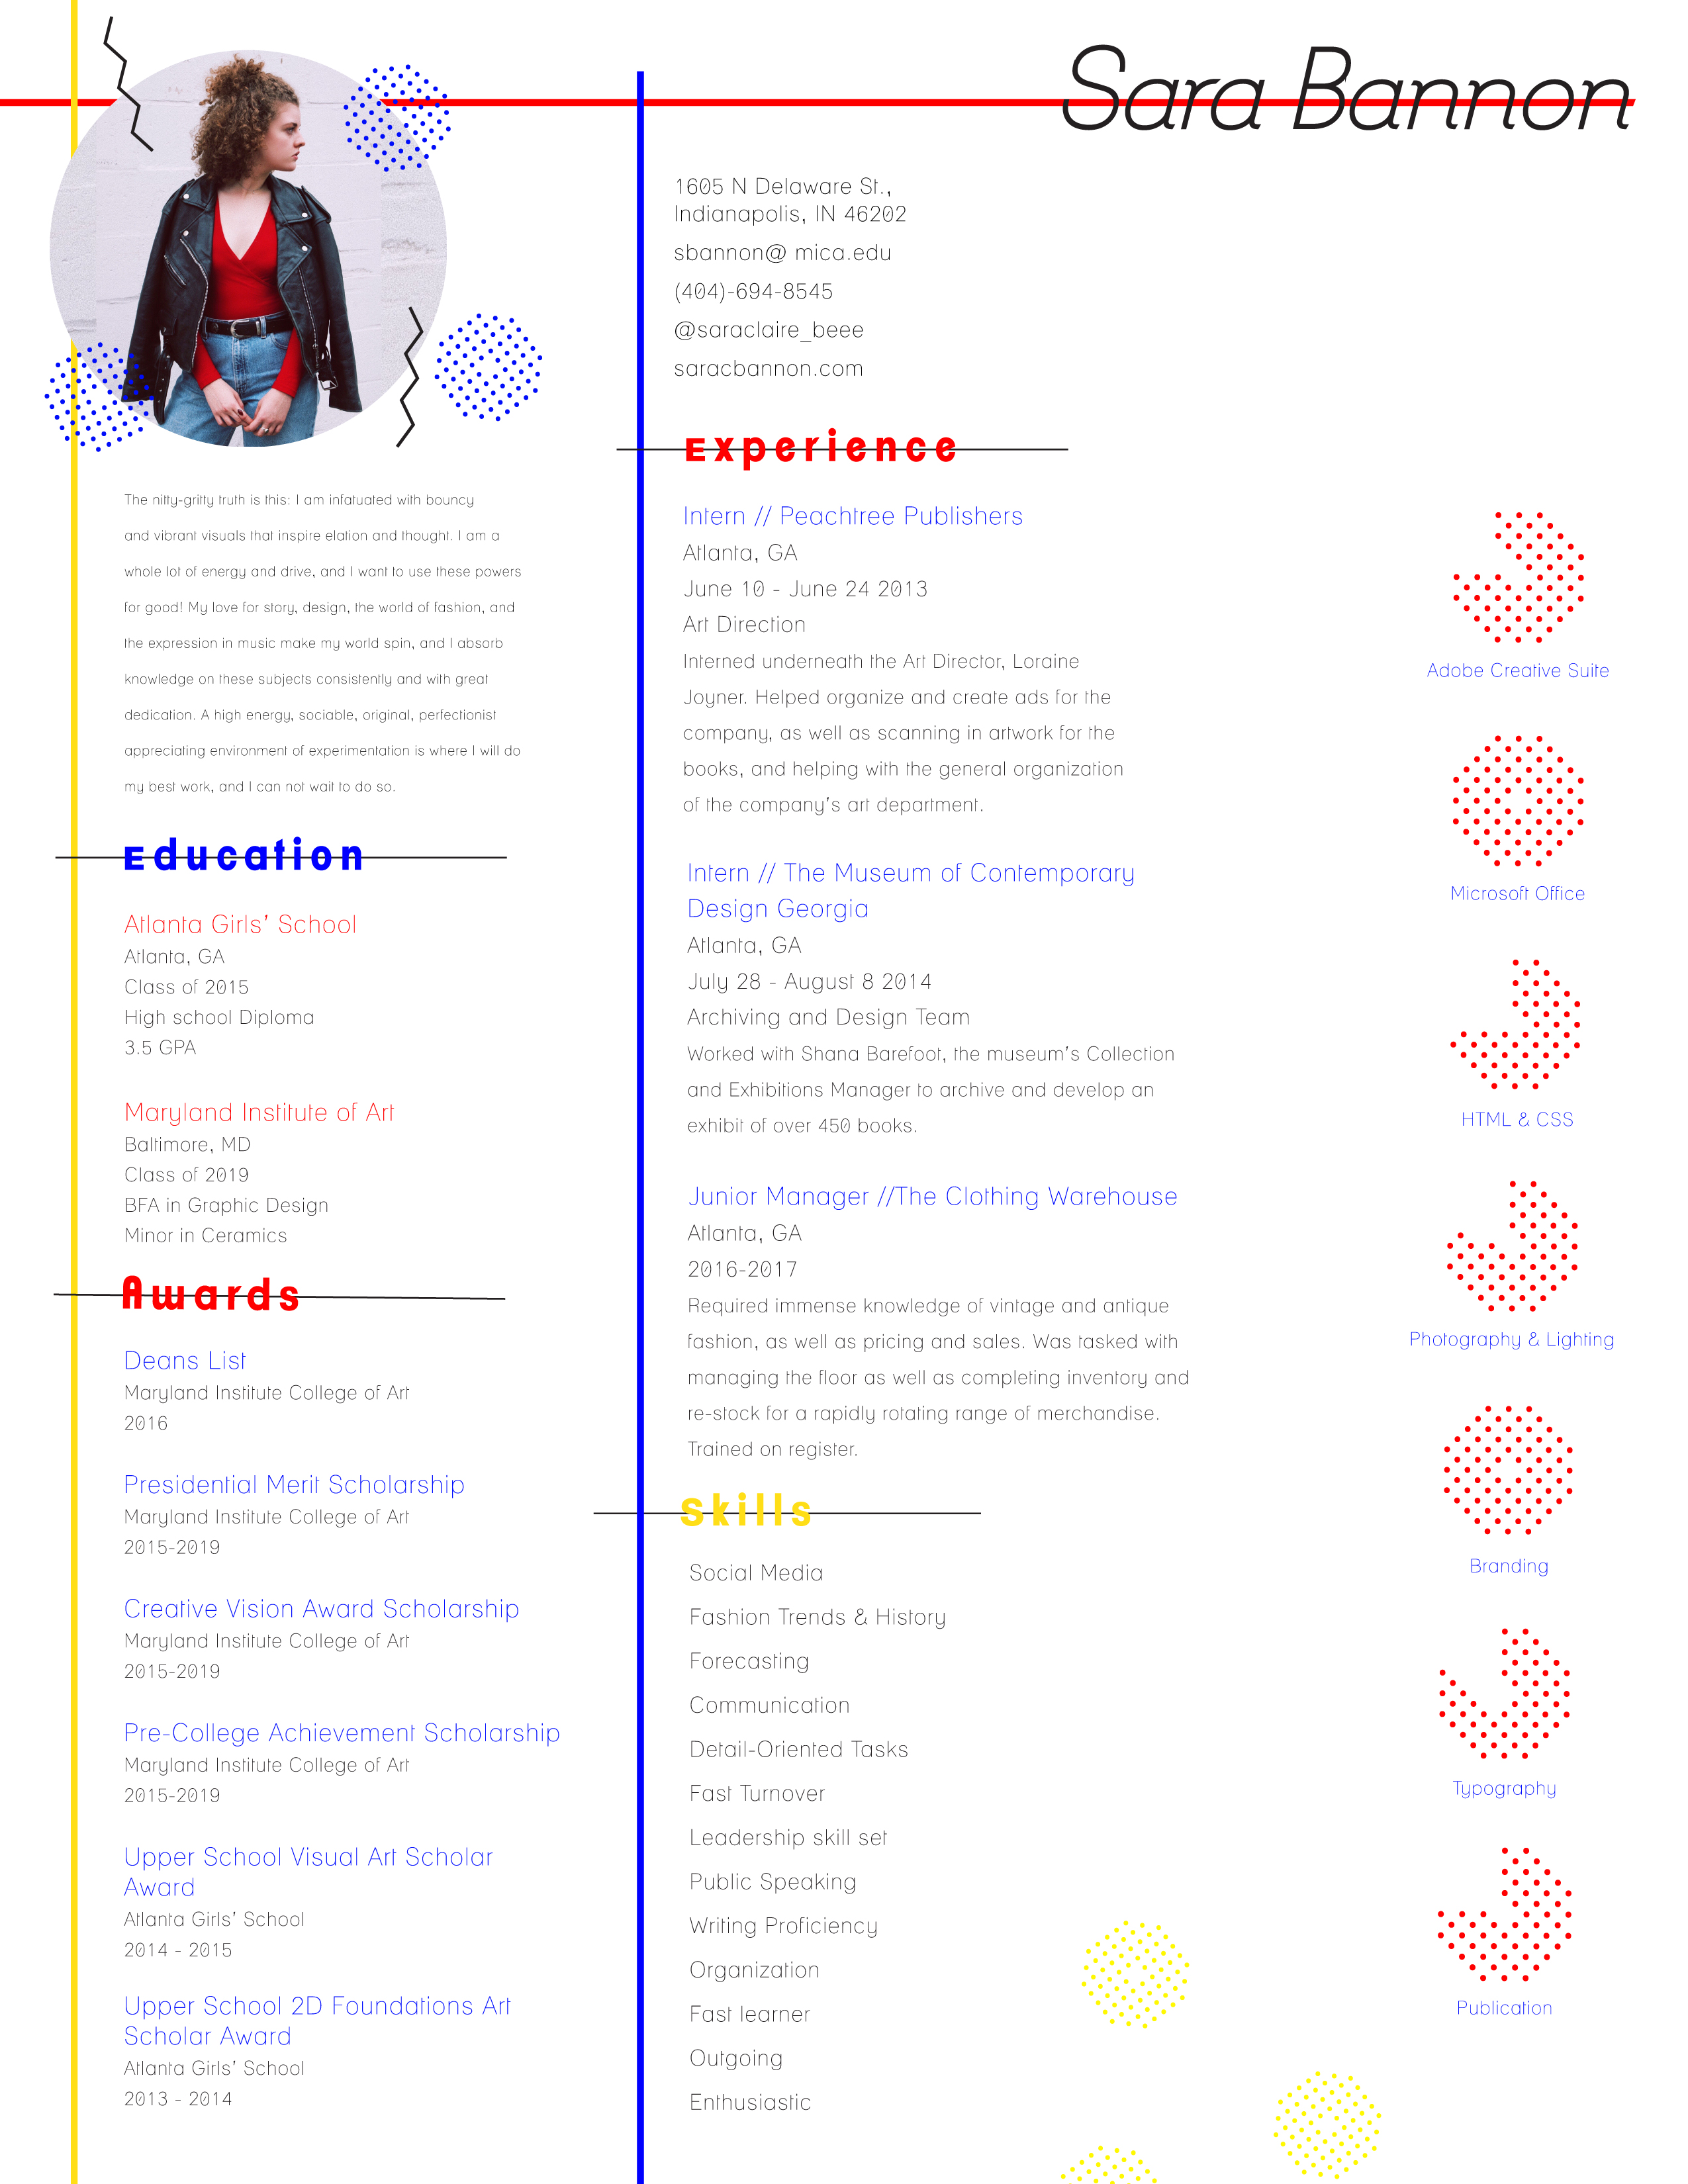 Sara Bannon
1605 N Delaware St.,
Indianapolis, IN 46202
sbannon@ mica.edu
(404)-694-8545
@saraclaire_beee
saracbannon.com
The nitty-gritty truth is this: I am infatuated with bouncy
and vibrant visuals that inspire elation and thought. I am a
whole lot of energy and drive, and I want to use these powers
for good! My love for story, design, the world of fashion, and
the expression in music make my world spin, and I absorb
knowledge on these subjects consistently and with great
dedication. A high energy, sociable, original, perfectionist
appreciating environment of experimentation is where I will do
my best work, and I can not wait to do so.
Education
Atlanta Girls' School
Atlanta, GA
Class of 2015
High school Diploma
3.5 GPA
Maryland Institute of Art
Baltimore, MD
Class of 2019
BFA in Graphic Design
Minor in Ceramics
Awards
Deans List
Maryland Institute College of Art
2016
Presidential Merit Scholarship
Maryland Institute College of Art
2015-2019
Creative Vision Award Scholarship
Maryland Institute College of Art
2015-2019
Pre-College Achievement Scholarship
Maryland Institute College of Art
2015-2019
Upper School Visual Art Scholar
Award
Atlanta Girls' School
2014 - 2015
Upper School 2D Foundations Art
Scholar Award
Atlanta Girls' School
2013 - 2014
Experience
Intern // Peachtree Publishers
Atlanta, GA
June 10 - June 24 2013
Art Direction
Interned underneath the Art Director, Loraine
Joyner. Helped organize and create ads for the
company, as well as scanning in artwork for the
books, and helping with the general organization
of the company's art department.
Intern // The Museum of Contemporary
Design Georgia
Atlanta, GA
July 28 - August 8 2014
Archiving and Design Team
Worked with Shana Barefoot, the museum's Collection
and Exhibitions Manager to archive and develop an
exhibit of over 450 books.
Junior Manager //The Clothing Warehouse
Atlanta, GA
2016-2017
Required immense knowledge of vintage and antique
fashion, as well as pricing and sales. Was tasked with
managing the floor as well as completing inventory and
re-stock for a rapidly rotating range of merchandise.
Trained on register.
Skills
Social Media
Fashion Trends & History
Forecasting
Communication
Detail-Oriented Tasks
Fast Turnover
Leadership skill set
Public Speaking
Writing Proficiency
Organization
Fast learner
Outgoing
Enthusiastic
Adobe Creative Suite
Microsoft Office
HTML & CSS
Photography & Lighting
Branding
Typography
Publication